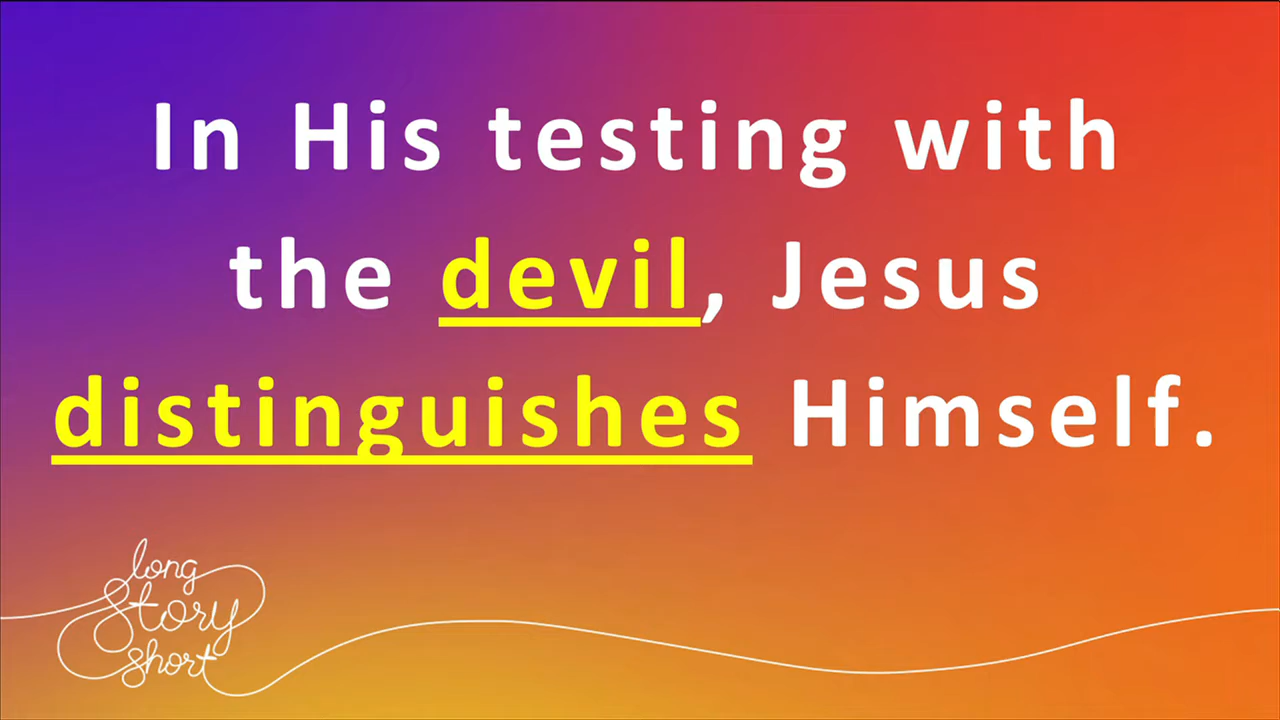 In His testing with
the devil, Jesus
distinguishes Himself.
long
story
short